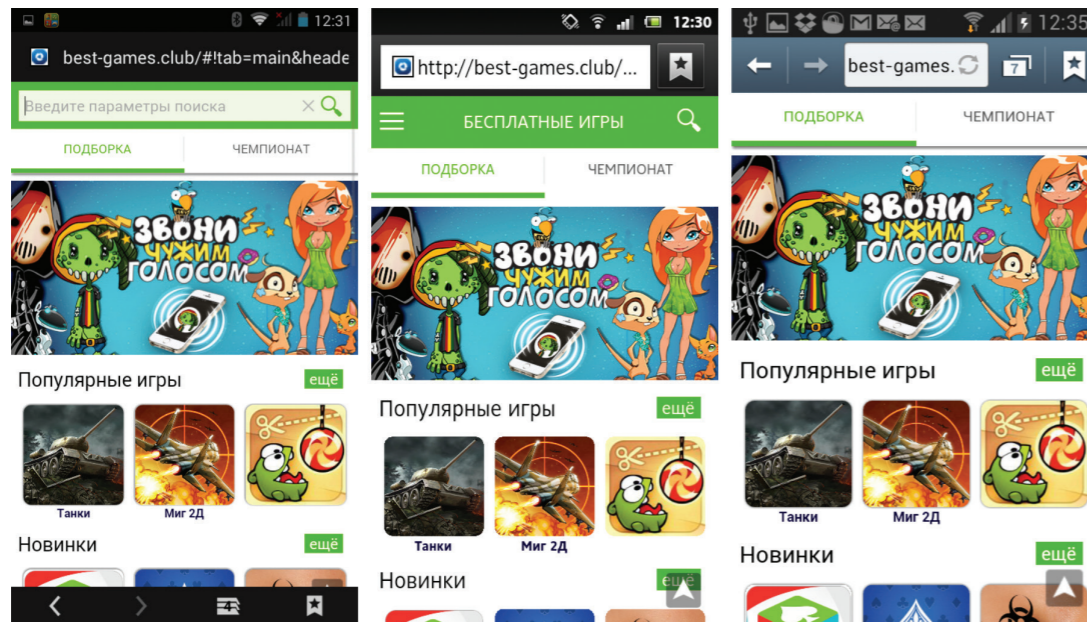 12:31
best-games.club/#!tab=main&heade
Введите параметры поиска
ПОДБОРКА
ЧЕМПИОНАТ
ЗВОНИ
ЧУЖИМ
ГОЛОСОМ
Популярные игры
ещё
Танки
Миг 2Д
Новинки
ещё
4
12:30
http://best-games.club/...
БЕСПЛАТНЫЕ ИГРЫ
ПОДБОРКА
ЧЕМПИОНАТ
ЗВОНИ
ЧУЖИМ
ГОЛОСОМ
Популярные игры
ещё
Танки
Миг 2Д
Новинки
ещё
12:35
best-games.
7
ПОДБОРКА
ЧЕМПИОНАТ
ЗВОНИ
ЧУЖИМ
ГОЛОСОМ
Популярные игры
ещё
Танки
Миг 2Д
Новинки
ещё